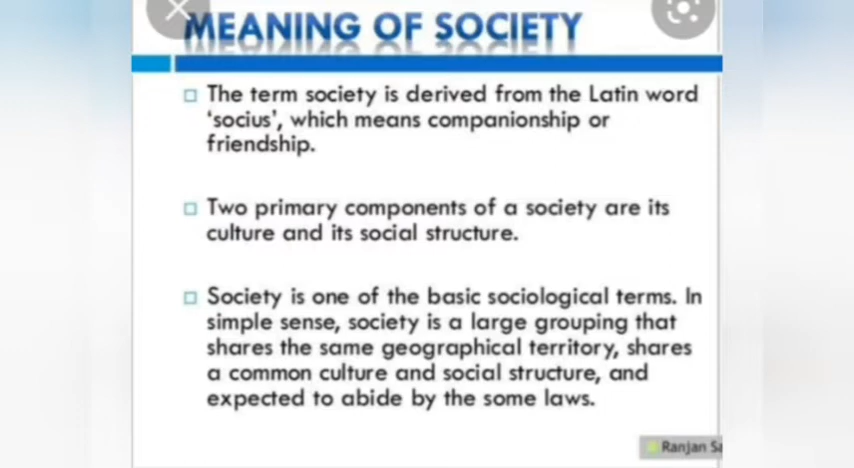 MEANING OF SOCIETY
The term society is derived from the Latin word
'socius', which means companionship or
friendship.
Two primary components of a society are its
culture and its social structure.
Society is one of the basic sociological terms. In
simple sense, society is a large grouping that
shares the same geographical territory, shares
a common culture and social structure, and
expected to abide by the some laws.
Ranjan Sa